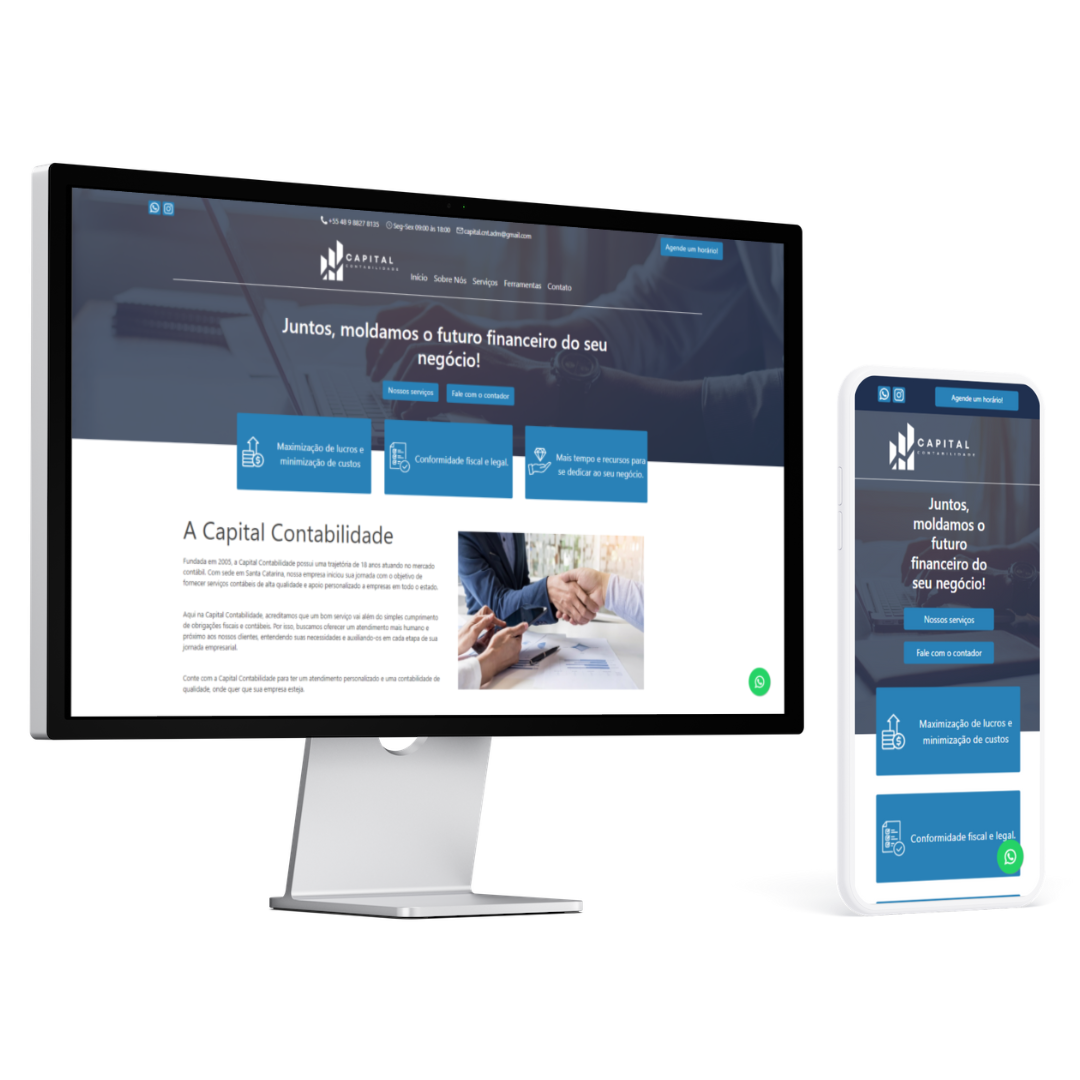 +55 48 9 8827 8135
Seg-Sex 09:00 às 18:00
capital.cnt.adm@gmail.com
Agende um horário!
CAPITAL
CONTABILIDADE
Início Sobre Nós Serviços Ferramentas Contato
Juntos, moldamos o futuro financeiro do seu
negócio!
Nossos serviços
Fale com o contador
Maximização de lucros e
minimização de custos
Conformidade fiscal e legal.
Mais tempo e recursos para
se dedicar ao seu negócio.
A Capital Contabilidade
Fundada em 2005, a Capital Contabilidade possui uma trajetória de 18 anos atuando no mercado
contábil. Com sede em Santa Catarina, nossa empresa iniciou sua jornada com o objetivo de
fornecer serviços contábeis de alta qualidade e apoio personalizado a empresas em todo o estado.
Aqui na Capital Contabilidade, acreditamos que um bom serviço vai além do simples cumprimento
de obrigações fiscais e contábeis. Por isso, buscamos oferecer um atendimento mais humano e
próximo aos nossos clientes, entendendo suas necessidades e auxiliando-os em cada etapa de sua
jornada empresarial.
Conte com a Capital Contabilidade para ter um atendimento personalizado e uma contabilidade de
qualidade, onde quer que sua empresa esteja.
Agende um horário!
CAPITAL
CONTABILIDADE
Juntos,
moldamos o
futuro
financeiro do
seu negócio!
Nossos serviços
Fale com o contador
Maximização de lucros e
minimização de custos
Conformidade fiscal e legal.